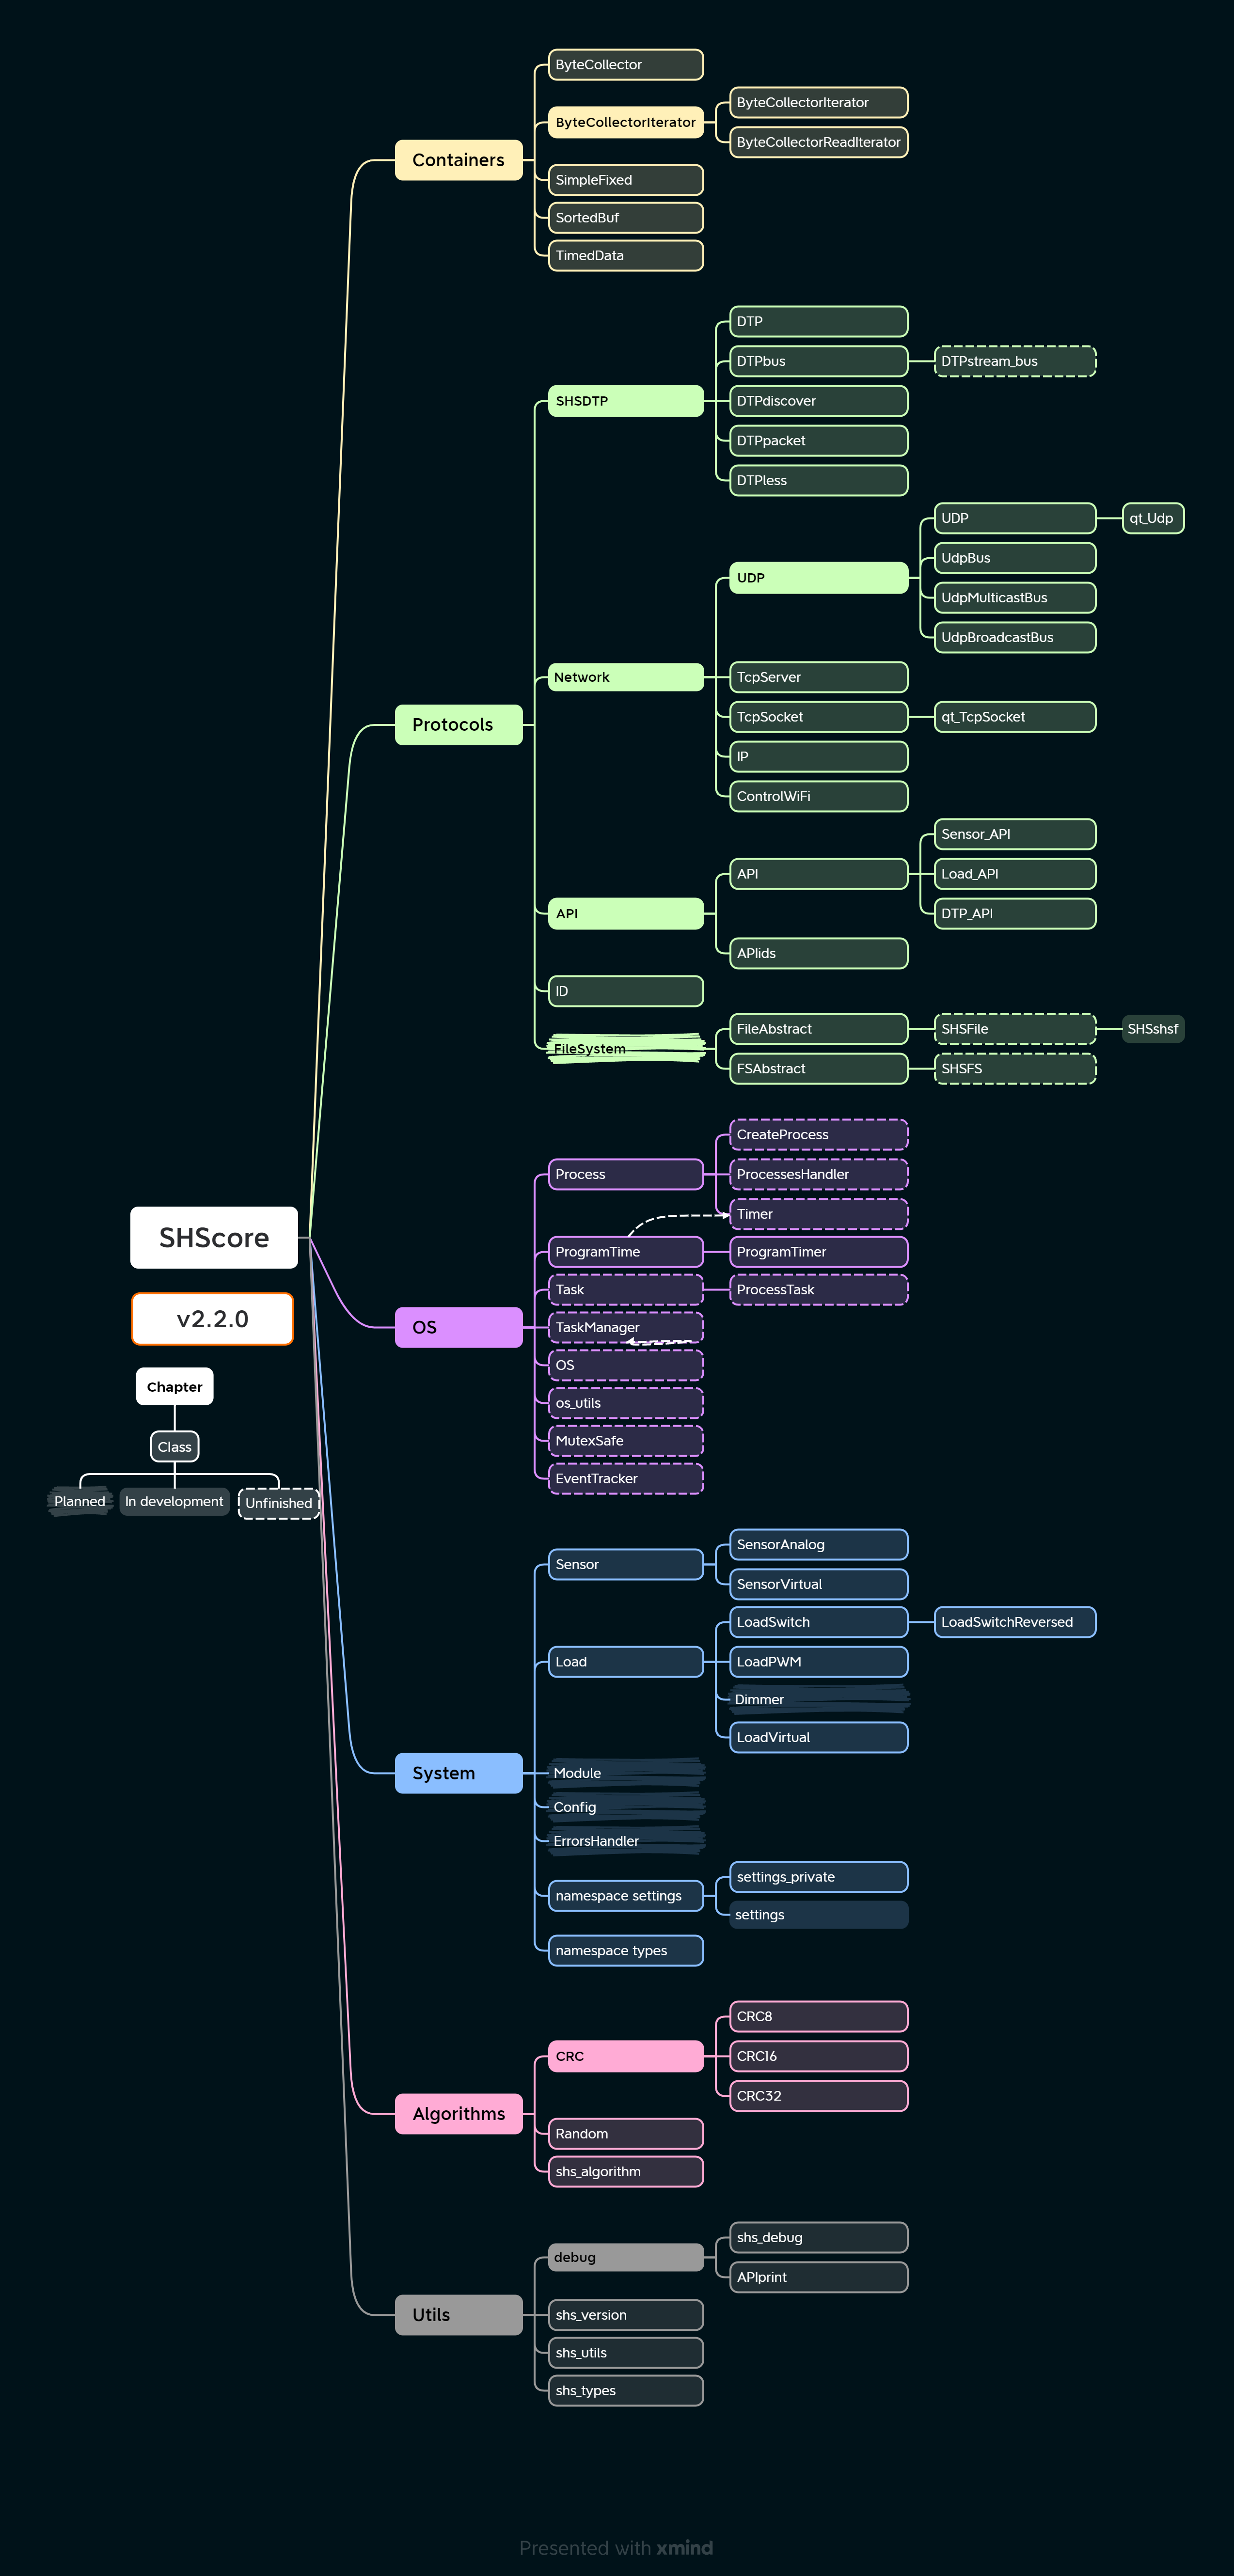 SHScore
v2.2.0
Chapter
Class
Planned
In development
Unfinished
Containers
ByteCollector
ByteCollectorIterator
ByteCollectorIterator
ByteCollectorReadIterator
SimpleFixed
SortedBuf
TimedData
Protocols
SHSDTP
DTP
DTPbus
DTPstream_bus
DTPdiscover
DTPpacket
DTPless
Network
UDP
UDP
qt_Udp
UdpBus
UdpMulticastBus
UdpBroadcastBus
TcpServer
TcpSocket
qt_TcpSocket
IP
ControlWiFi
API
API
Sensor_API
Load_API
DTP_API
APIids
ID
FileSystem
FileAbstract
SHSFile
SHSshsf
FSAbstract
SHSFS
OS
Process
CreateProcess
ProcessesHandler
Timer
ProgramTime
ProgramTimer
Task
ProcessTask
TaskManager
OS
os_utils
MutexSafe
EventTracker
System
Sensor
SensorAnalog
SensorVirtual
Load
LoadSwitch
LoadSwitchReversed
LoadPWM
Dimmer
LoadVirtual
Module
Config
ErrorsHandler
namespace settings
settings_private
settings
namespace types
Algorithms
CRC
CRC8
CRC16
CRC32
Random
shs_algorithm
Utils
debug
shs_debug
APIprint
shs_version
shs_utils
shs_types
Presented with xmind